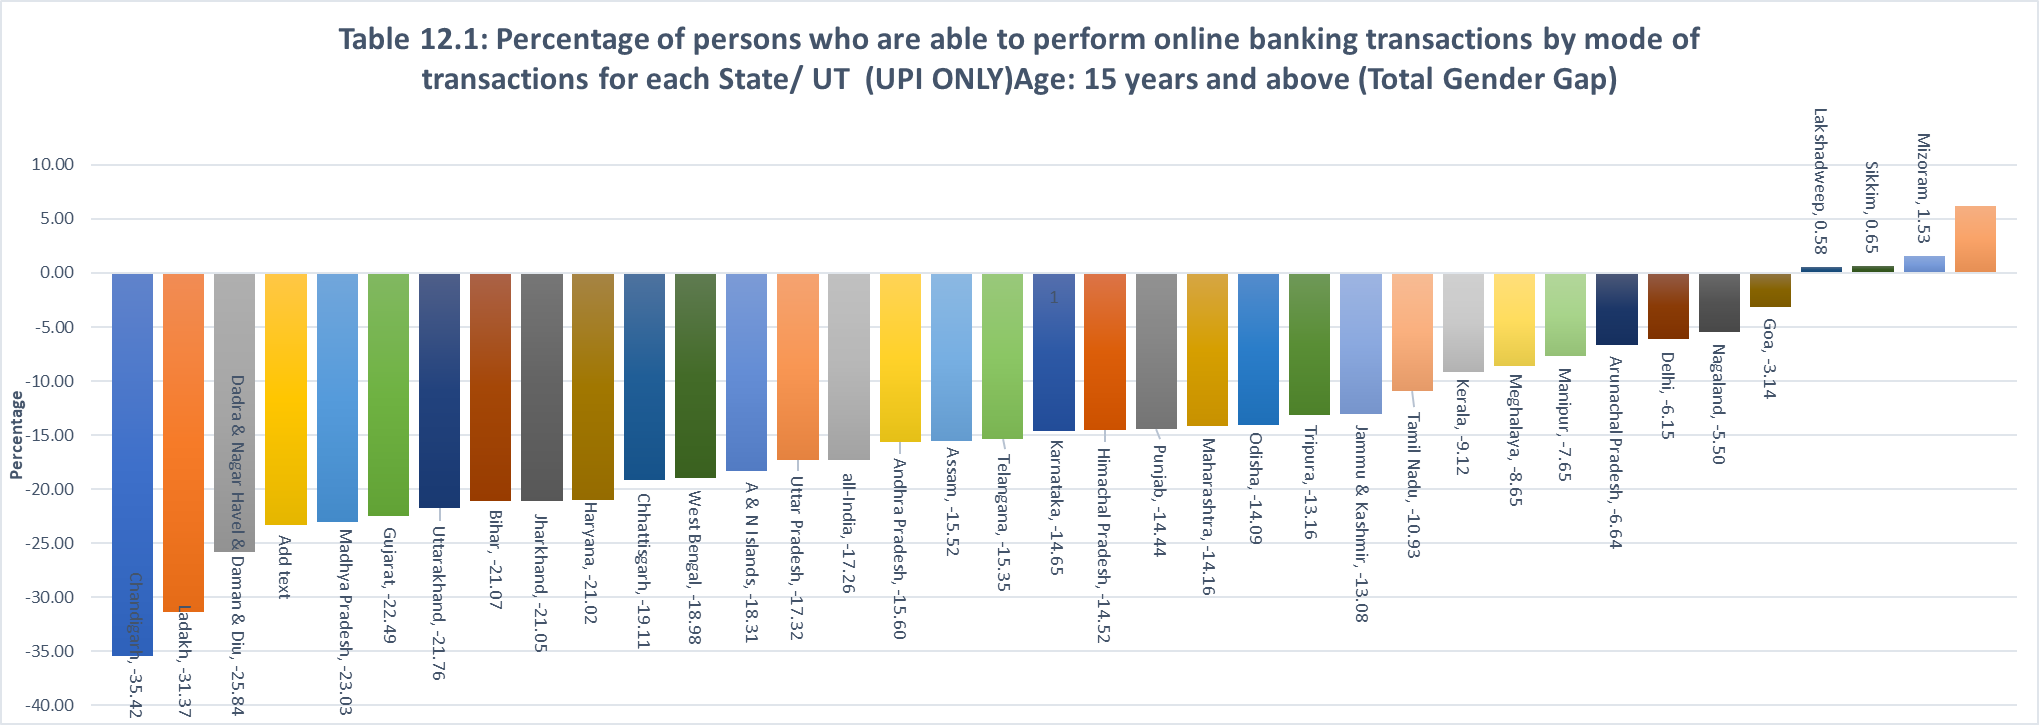 Table 12.1: Percentage of persons who are able to perform online banking transactions by mode of
transactions for each State/ UT  (UPI ONLY)Age: 15 years and above (Total Gender Gap)
10.00
5.00
0.00
-5.00
-10.00
-15.00
-20.00
-25.00
-30.00
-35.00
-40.00
Percentage
Chandigarh, -35.42
Ladakh, -31.37
Dadra & Nagar Havel & Daman & Diu, -25.84
Add text
Madhya Pradesh, -23.03
Gujarat, -22.49
Uttarakhand, -21.76
Bihar, -21.07
Jharkhand, -21.05
Haryana, -21.02
Chhattisgarh, -19.11
West Bengal, -18.98
A & N Islands, -18.31
Uttar Pradesh, -17.32
all-India, -17.26
Andhra Pradesh, -15.60
Assam, -15.52
Telangana, -15.35
1
Karnataka, -14.65
Himachal Pradesh, -14.52
Punjab, -14.44
Maharashtra, -14.16
Odisha, -14.09
Tripura, -13.16
Jammu & Kashmir, -13.08
Tamil Nadu, -10.93
Kerala, -9.12
Meghalaya, -8.65
Manipur, -7.65
Arunachal Pradesh, -6.64
Delhi, -6.15
Nagaland, -5.50
Goa, -3.14
Lakshadweep, 0.58
Sikkim, 0.65
Mizoram, 1.53